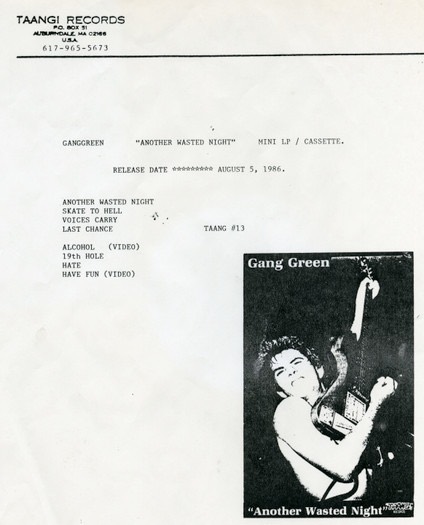 TAANG! RECORDS
P.O. BOX 51
AUBURNDALE, MA 02166
U.S.A.
617-965-5673
GANGGREEN "ANOTHER WASTED NIGHT" MINI LP / CASSETTE.
RELEASE DATE ********* AUGUST 5, 1986.
ANOTHER WASTED NIGHT
SKATE TO HELL
VOICES CARRY
LAST CHANCE TAANG #13
ALCOHOL (VIDEO)
19th HOLE
HATE
HAVE FUN (VIDEO)
Gang Green
"Another Wasted Night"